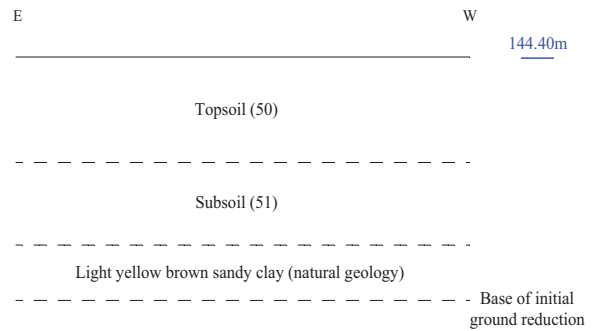 E
W
144.40m
Topsoil (50)
Subsoil (51)
Light yellow brown sandy clay (natural geology)
Base of initial
ground reduction